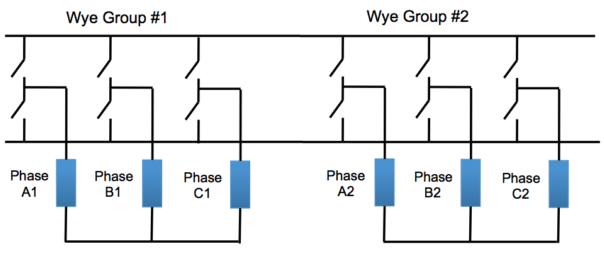 Wye Group #1
Wye Group #2
Phase
A1
Phase
B1
Phase
C1
Phase
A2
Phase
B2
Phase
C2